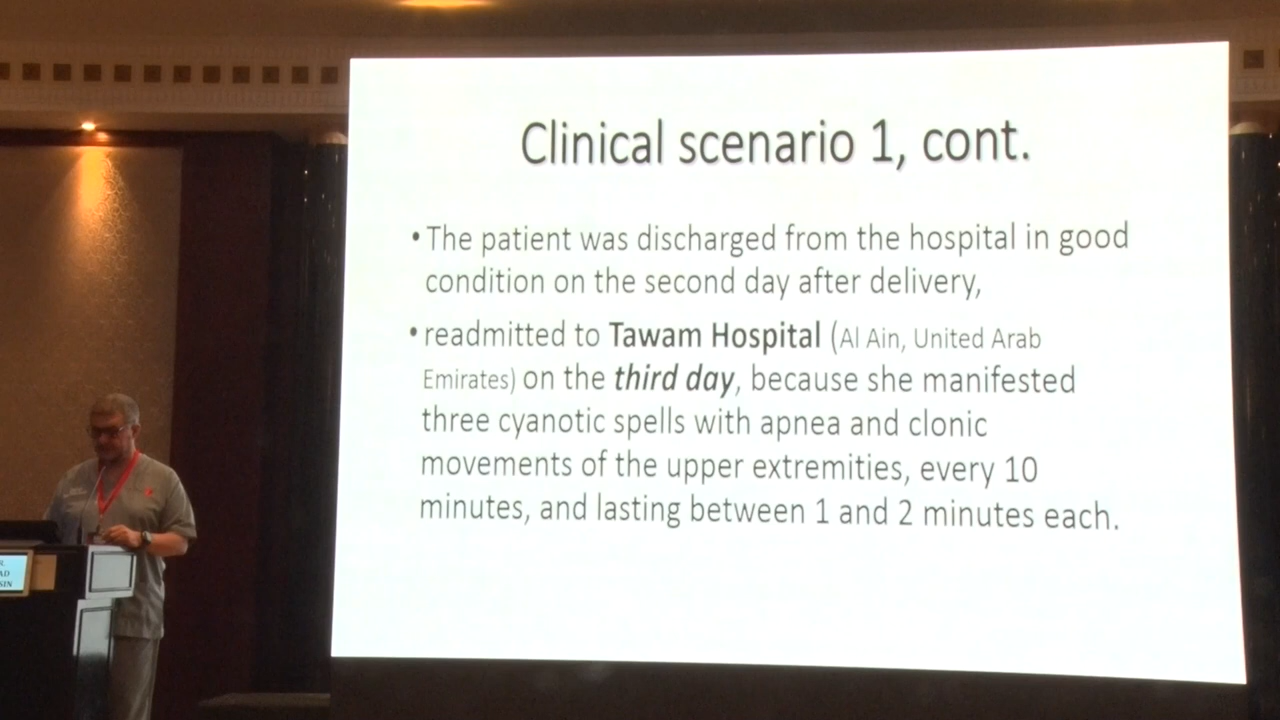 Clinical scenario 1, cont.
• The patient was discharged from the hospital in good
condition on the second day after delivery,
• readmitted to Tawam Hospital (Al Ain, United Arab
Emirates) on the third day, because she manifested
three cyanotic spells with apnea and clonic
movements of the upper extremities, every 10
minutes, and lasting between 1 and 2 minutes each.